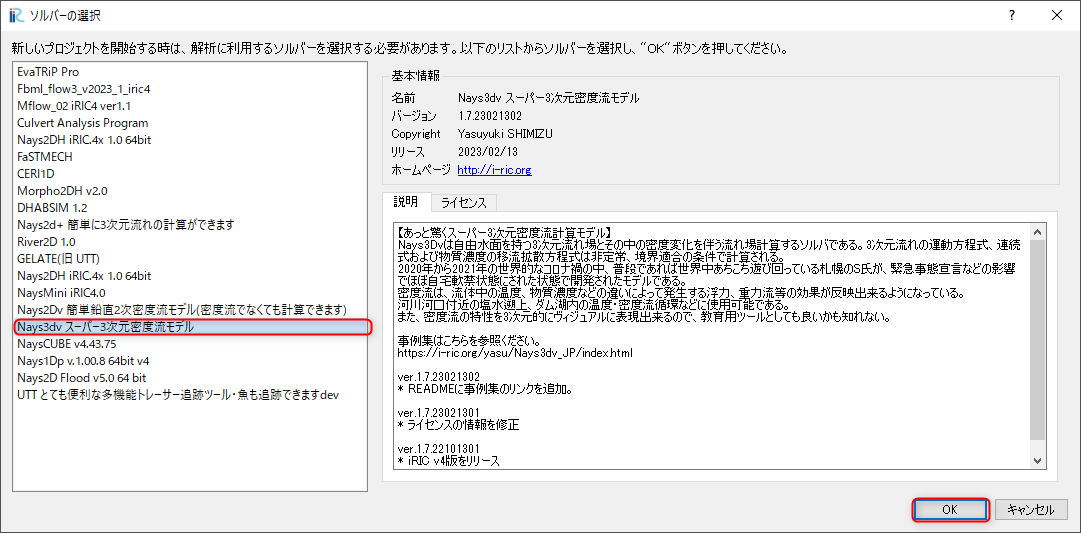 ソルバーの選択
新しいプロジェクトを開始する時は、解析に利用するソルバーを選択する必要があります。以下のリストからソルバーを選択し、“OK“ボタンを押してください。
EvaTRiP Pro
Fbml_flow3_v2023_1_iric4
Mflow_02 iRIC4 ver1.1
Culvert Analysis Program
Nays2DH iRIC.4x 1.0 64bit
FaSTMECH
CERI1D
Morpho2DH v2.0
DHABSIM 1.2
Nays2d+ 簡単に3次元流れの計算ができます
River2D 1.0
GELATE(旧 UTT)
Nays2DH iRIC.4x 1.0 64bit
NaysMini iRIC4.0
Nays2Dv 簡単鉛直2次密度流モデル(密度流でなくても計算できます)
Nays3dv スーパー3次元密度流モデル
NaysCUBE v4.43.75
Nays1Dp v.1.00.8 64bit v4
Nays2D Flood v5.0 64 bit
UTT とても便利な多機能トレーサー追跡ツール・魚も追跡できますdev
基本情報
名前 Nays3dv スーパー3次元密度流モデル
バージョン 1.7.23021302
Copyright Yasuyuki SHIMIZU
リリース 2023/02/13
ホームページ http://i-ric.org
説明 ライセンス
【あっと驚くスーパー3次元密度流計算モデル】
Nays3Dvは自由水面を持つ3次元流れ場とその中の密度変化を伴う流れ場計算するソルバである。3次元流れの運動方程式、連続
式および物質濃度の移流拡散方程式は非定常、境界適合の条件で計算される。
2020年から2021年の世界的なコロナ禍の中、普段であれば世界中あちこち遊び回っている札幌のS氏が、緊急事態宣言などの影響
でほぼ自宅軟禁状態にされた状態で開発されたモデルである。
密度流は、流体中の温度、物質濃度などの違いによって発生する浮力、重力流等の効果が反映出来るようになっている。
河川河口付近の塩水遡上、ダム湖内の温度・密度流循環などに使用可能である。
また、密度流の特性を3次元的にヴィジュアルに表現出来るので、教育用ツールとしても良いかも知れない。
事例集はこちらを参照ください。
https://i-ric.org/yasu/Nays3dv_JP/index.html
ver.1.7.23021302
* READMEに事例集のリンクを追加。
ver.1.7.23021301
* ライセンスの情報を修正
ver.1.7.22101301
* iRIC v4版をリリース
OK キャンセル